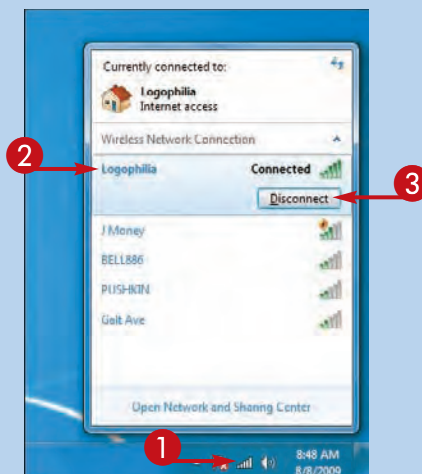 Currently connected to:
Logophilia
Internet access
Wireless Network Connection
2
Logophilia Connected
3
Disconnect
J Money
BELL886
PUSHKIN
Galt Ave
Open Network and Sharing Center
1
8:48 AM
8/8/2009